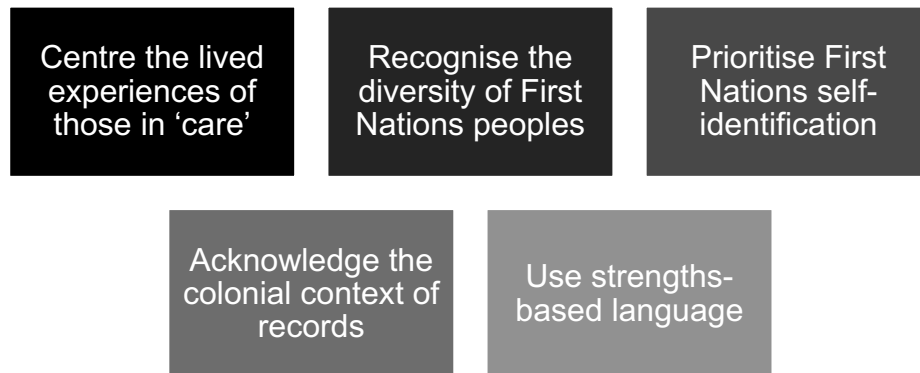 Centre the lived
experiences of
those in ‘care’
Recognise the
diversity of First
Nations peoples
Prioritise First
Nations self-
identification
Acknowledge the
colonial context of
records
Use strengths-
based language